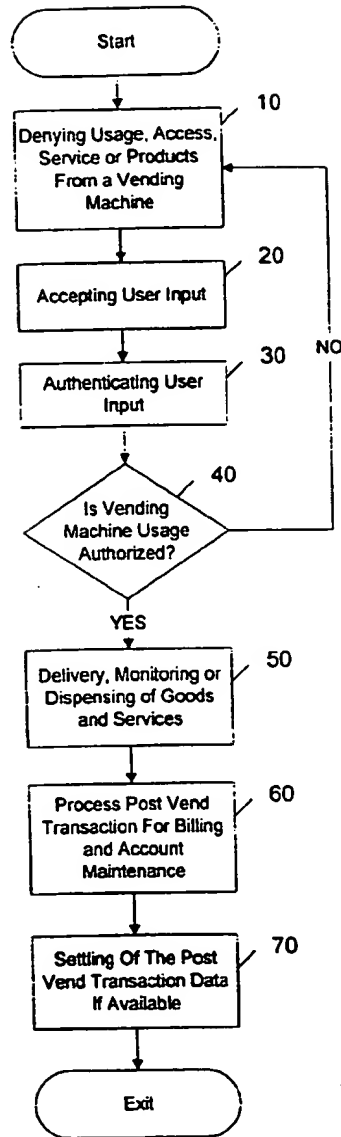 Start
10
Denying Usage, Access,
Service or Products
From a Vending
Machine
20
Accepting User Input
30
Authenticating User
Input
NO
40
Is Vending
Machine Usage
Authorized?
YES
50
Delivery, Monitoring or
Dispensing of Goods
and Services
60
Process Post Vend
Transaction For Billing
and Account
Maintenance
70
Settling Of The Post
Vend Transaction Data
If Available
Exit